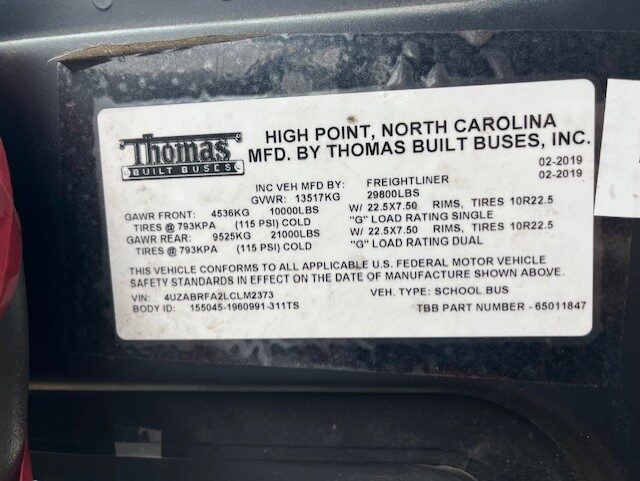 Thomas
BUILT BUSES
HIGH POINT, NORTH CAROLINA
MFD. BY THOMAS BUILT BUSES, INC.
02-2019
INC VEH MFD BY: FREIGHTLINER 02-2019
GVWR: 13517KG 29800LBS
GAWR FRONT: 4536KG 10000LBS W/ 22.5X7.50 RIMS, TIRES 10R22.5
TIRES @ 793KPA (115 PSI) COLD "G" LOAD RATING SINGLE
GAWR REAR: 9525KG 21000LBS W/ 22.5X7.50 RIMS, TIRES 10R22.5
TIRES @ 793KPA (115 PSI) COLD "G" LOAD RATING DUAL
THIS VEHICLE CONFORMS TO ALL APPLICABLE U.S. FEDERAL MOTOR VEHICLE
SAFETY STANDARDS IN EFFECT ON THE DATE OF MANUFACTURE SHOWN ABOVE.
VIN: 4UZABRFA2LCLM2373 VEH. TYPE: SCHOOL BUS
BODY ID: 155045-1960991-311TS TBB PART NUMBER - 65011847